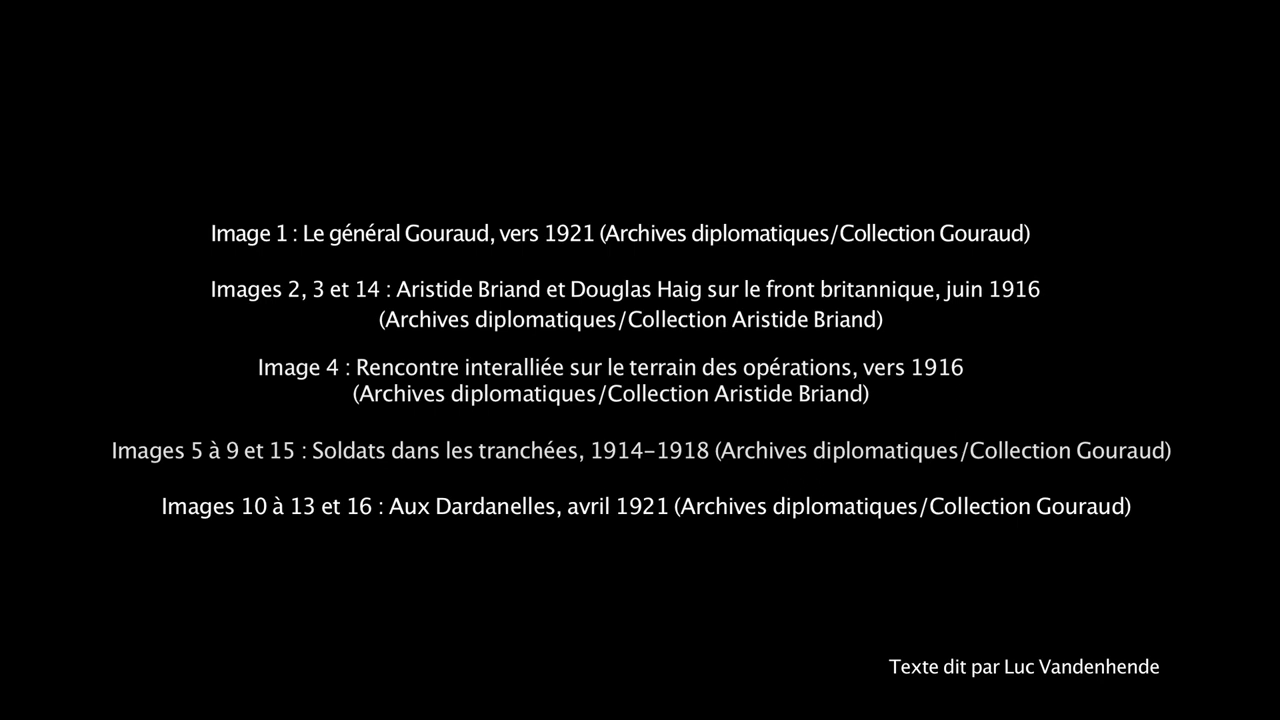 Image 1 : Le général Gouraud, vers 1921 (Archives diplomatiques/Collection Gouraud)
Images 2, 3 et 14 : Aristide Briand et Douglas Haig sur le front britannique, juin 1916
(Archives diplomatiques/Collection Aristide Briand)
Image 4 : Rencontre interalliée sur le terrain des opérations, vers 1916
(Archives diplomatiques/Collection Aristide Briand)
Images 5 à 9 et 15 : Soldats dans les tranchées, 1914–1918 (Archives diplomatiques/Collection Gouraud)
Images 10 à 13 et 16 : Aux Dardanelles, avril 1921 (Archives diplomatiques/Collection Gouraud)
Texte dit par Luc Vandenhende